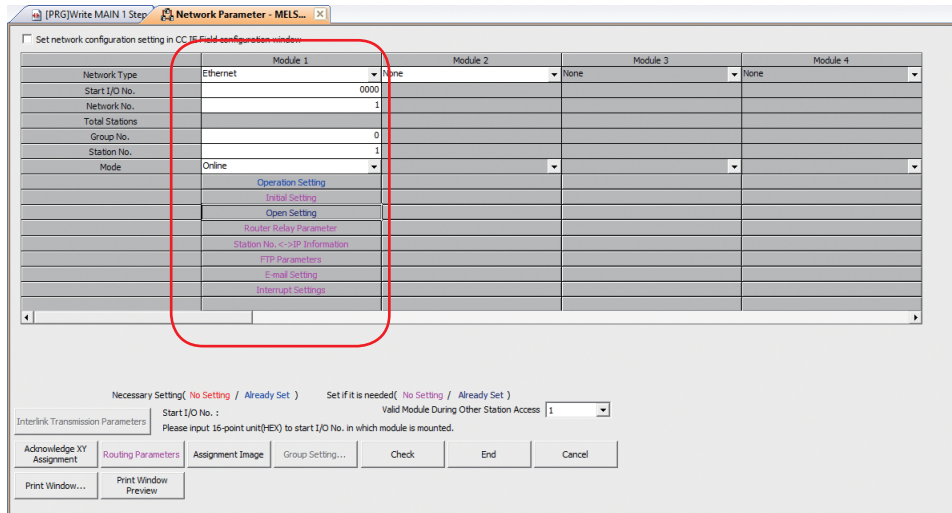 [PRG]Write MAIN 1 Step
Network Parameter - MELS...
Set network configuration setting in CC IE Field configuration window
Module 1 Module 2 Module 3 Module 4
Network Type Ethernet None None None
Start I/O No. 0000
Network No. 1
Total Stations
Group No. 0
Station No. 1
Mode Online
Operation Setting
Initial Setting
Open Setting
Router Relay Parameter
Station No. <->IP Information
FTP Parameters
E-mail Setting
Interrupt Settings
Necessary Setting( No Setting / Already Set ) Set if it is needed( No Setting / Already Set )
Interlink Transmission Parameters
Start I/O No. : Valid Module During Other Station Access 1
Please input 16-point unit(HEX) to start I/O No. in which module is mounted.
Acknowledge XY
Assignment
Routing Parameters Assignment Image Group Setting... Check End Cancel
Print Window...
Print Window
Preview